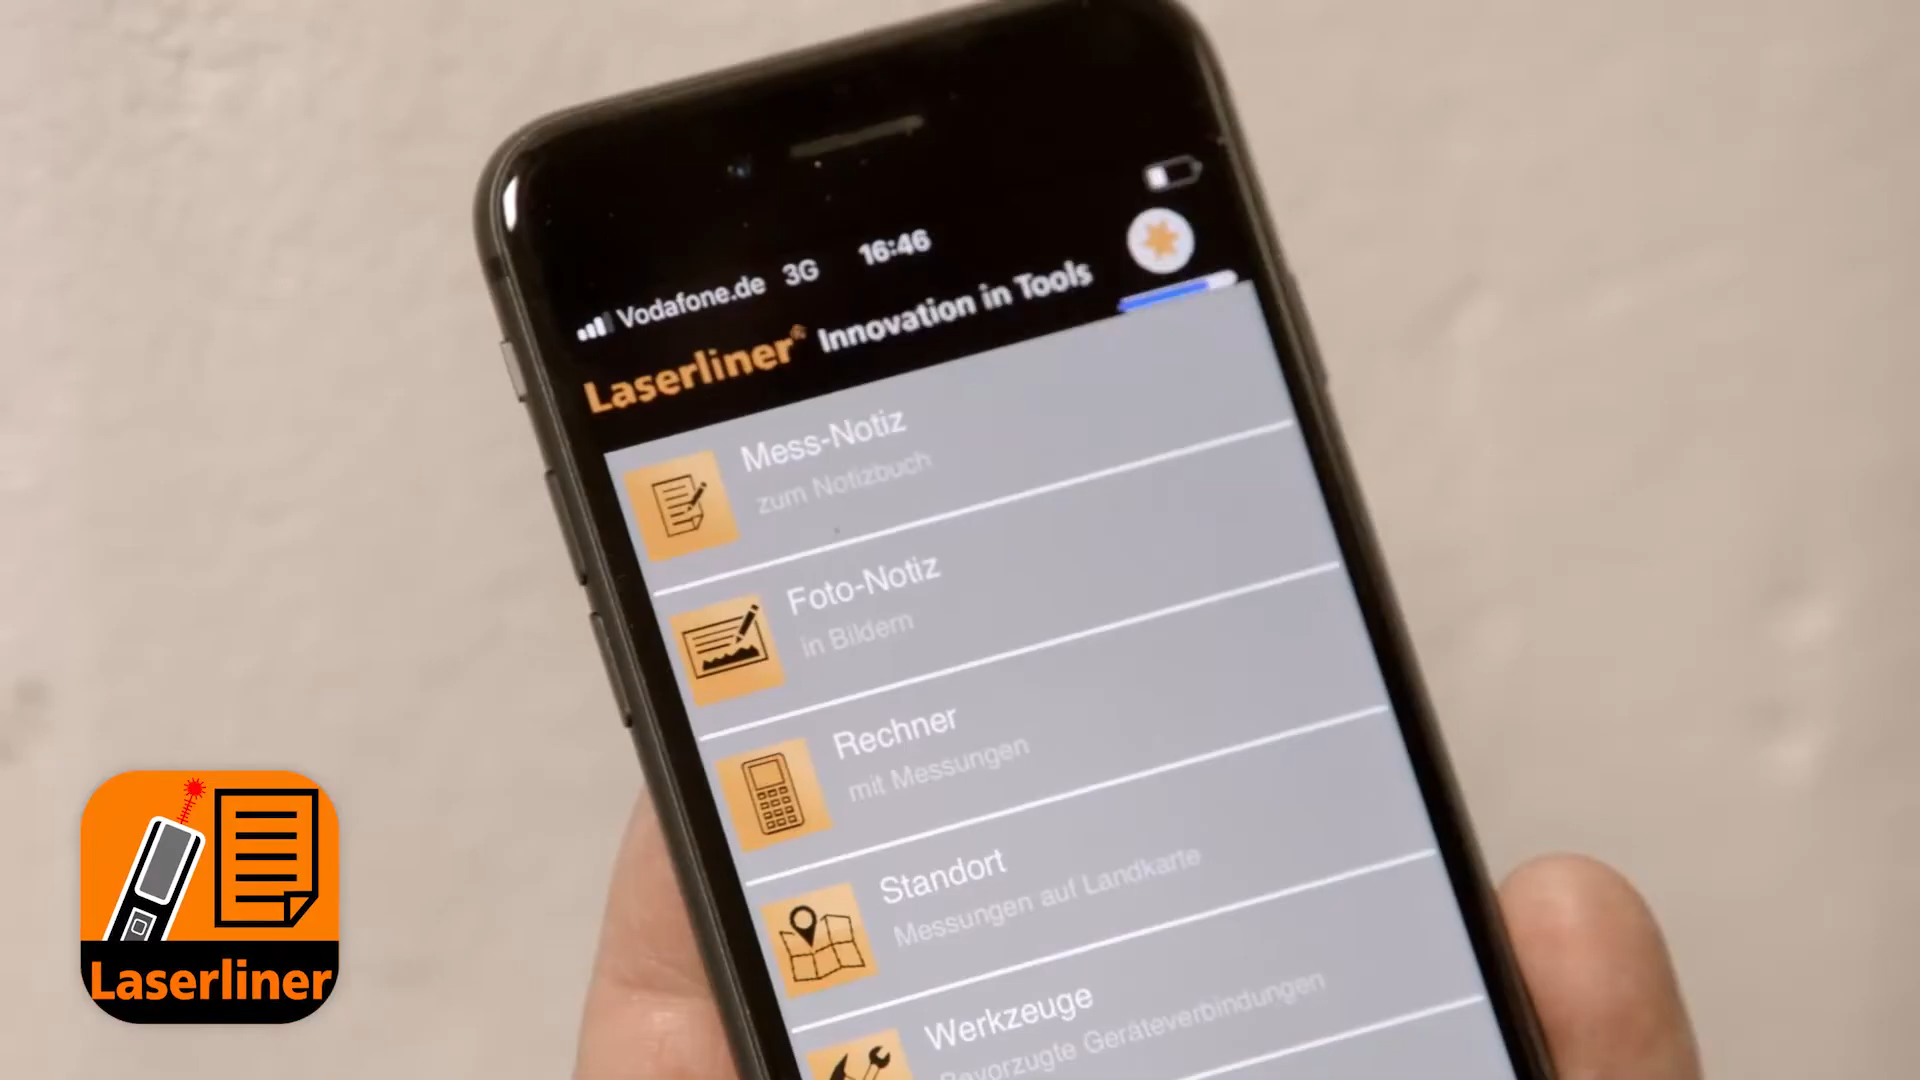 Vodafone.de 3G 16:46
Laserliner® Innovation in Tools
Mess-Notiz
zum Notizbuch
Foto-Notiz
in Bildern
Rechner
mit Messungen
Standort
Messungen auf Landkarte
Werkzeuge
Bevorzugte Geräteverbindungen
Laserliner